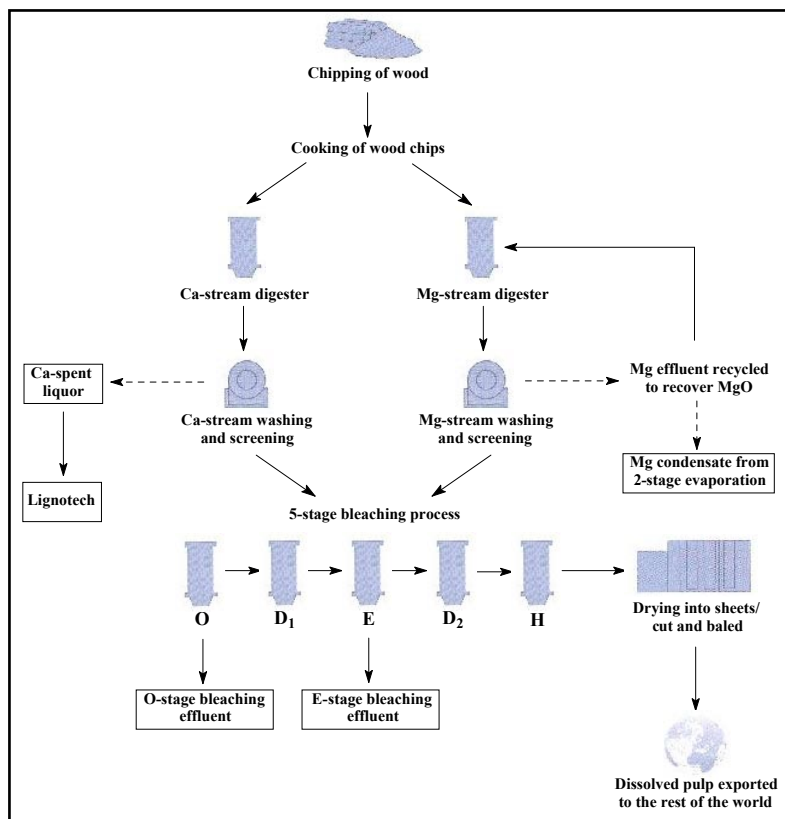 Chipping of wood
Cooking of wood chips
Ca-stream digester
Mg-stream digester
Ca-spent
liquor
Ca-stream washing
and screening
Mg-stream washing
and screening
Mg effluent recycled
to recover MgO
Lignotech
Mg condensate from
2-stage evaporation
5-stage bleaching process
O
D1
E
D2
H
Drying into sheets/
cut and baled
O-stage bleaching
effluent
E-stage bleaching
effluent
Dissolved pulp exported
to the rest of the world